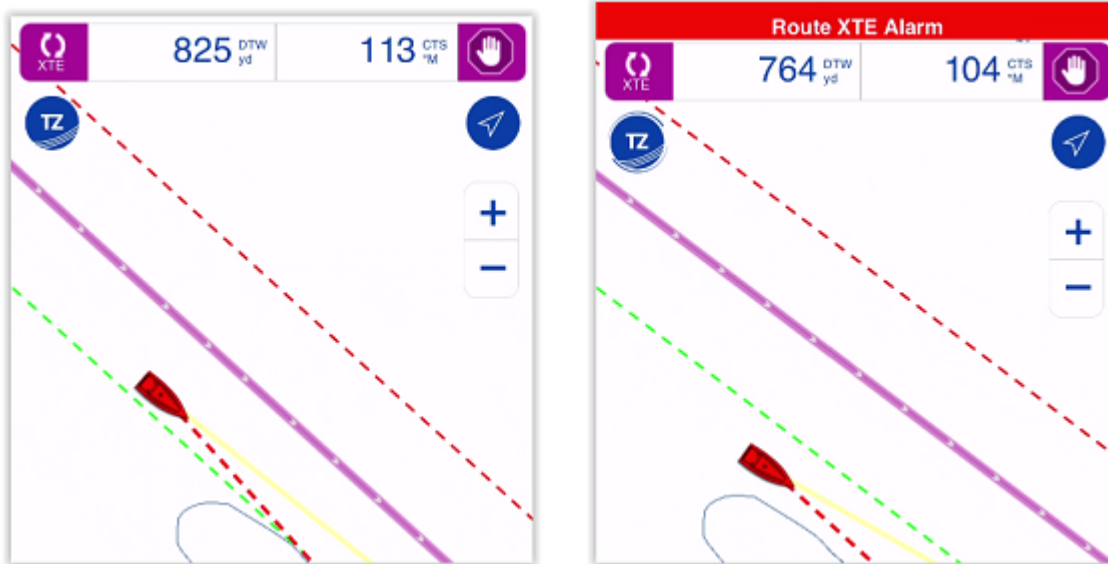 825 DTW yd 113 CTS °M
XTE
TZ
+
−
Route XTE Alarm
764 DTW yd 104 CTS °M
XTE
TZ
+
−